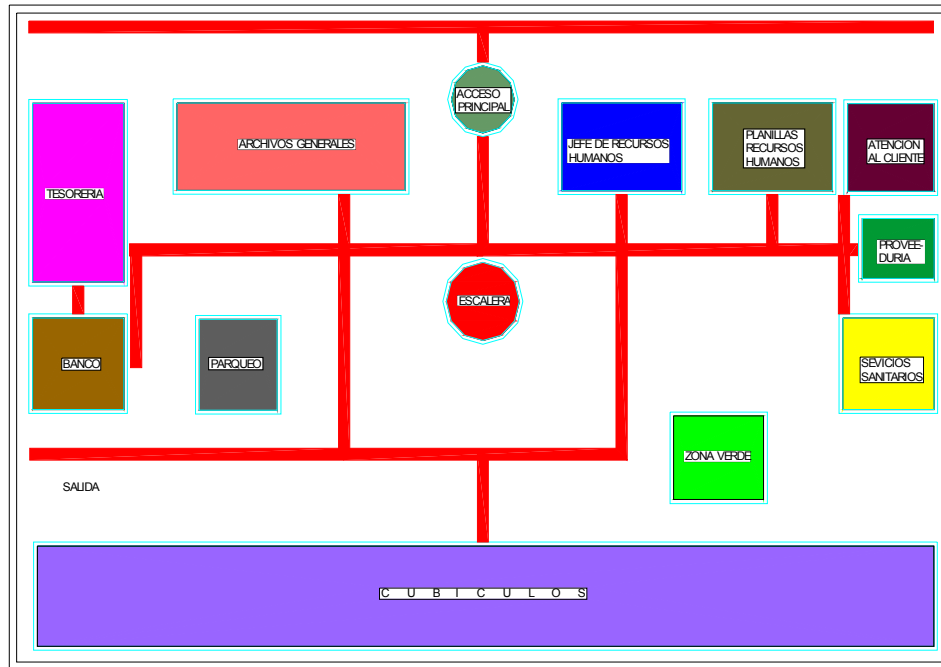 ACCESO
PRINCIPAL
ARCHIVOS GENERALES
JEFE DE RECURSOS
HUMANOS
PLANILLAS
RECURSOS
HUMANOS
ATENCION
AL CLIENTE
TESORERIA
PROVEE-
DURIA
ESCALERA
BANCO
PARQUEO
SEVICIOS
SANITARIOS
ZONA VERDE
SALIDA
C U B I C U L O S